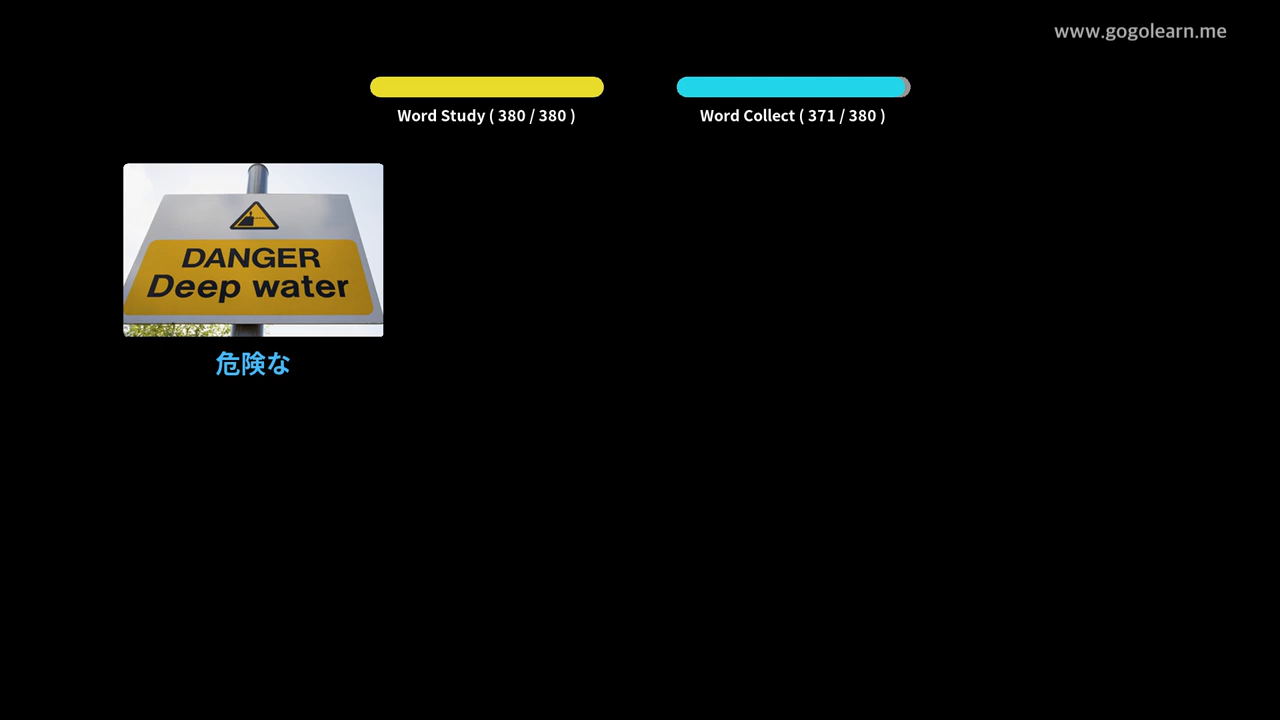 www.gogolearn.me
Word Study ( 380 / 380 )
Word Collect ( 371 / 380 )
DANGER
Deep water
危険な